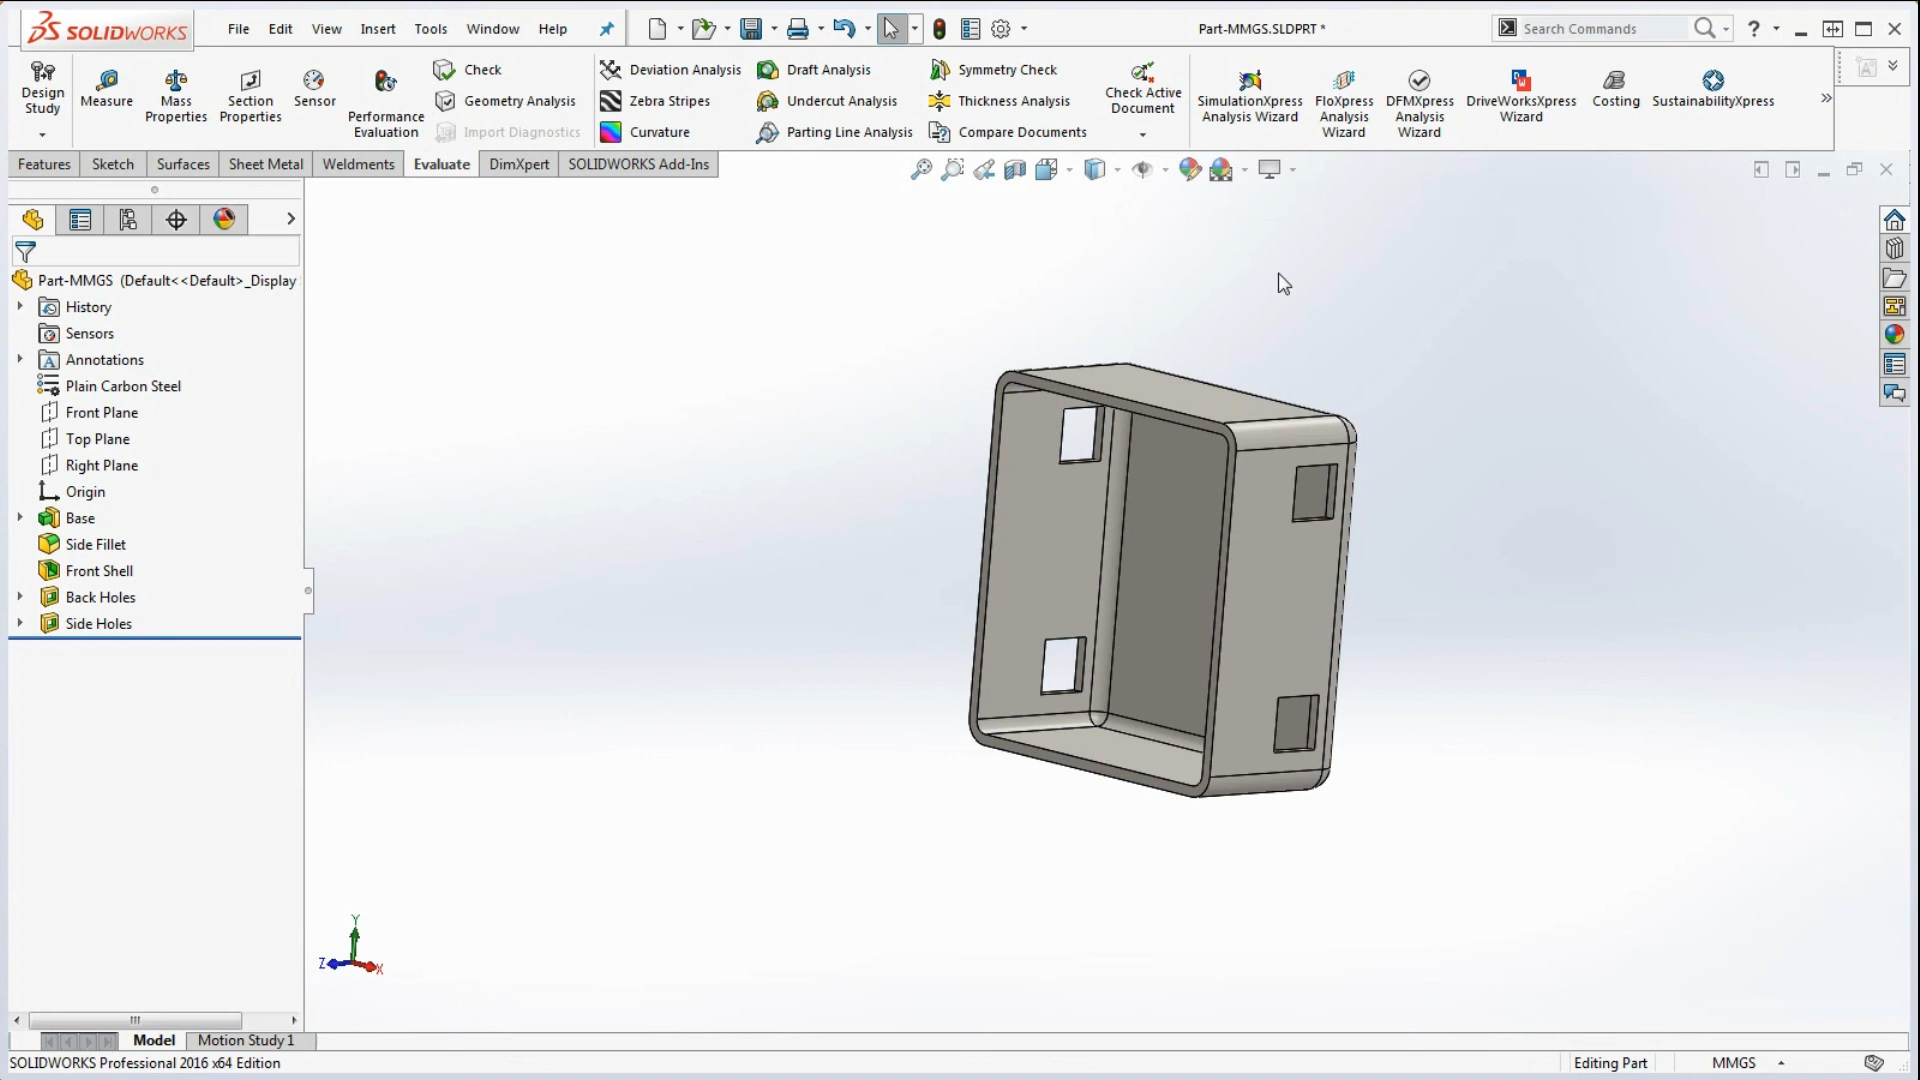 SOLIDWORKS File Edit View Insert Tools Window Help Part-MMGS.SLDPRT * Search Commands ?
Design Study
Measure
Mass Properties
Section Properties
Sensor
Performance Evaluation
Check
Geometry Analysis
Import Diagnostics
Deviation Analysis
Zebra Stripes
Curvature
Draft Analysis
Undercut Analysis
Parting Line Analysis
Symmetry Check
Thickness Analysis
Compare Documents
Check Active Document
SimulationXpress Analysis Wizard
FloXpress Analysis Wizard
DFMXpress Analysis Wizard
DriveWorksXpress Wizard
Costing
SustainabilityXpress
Features Sketch Surfaces Sheet Metal Weldments Evaluate DimXpert SOLIDWORKS Add-Ins
Part-MMGS (Default<<Default>_Display
History
Sensors
A Annotations
Plain Carbon Steel
Front Plane
Top Plane
Right Plane
Origin
Base
Side Fillet
Front Shell
Back Holes
Side Holes
Y
Z X
Model Motion Study 1
SOLIDWORKS Professional 2016 x64 Edition Editing Part MMGS